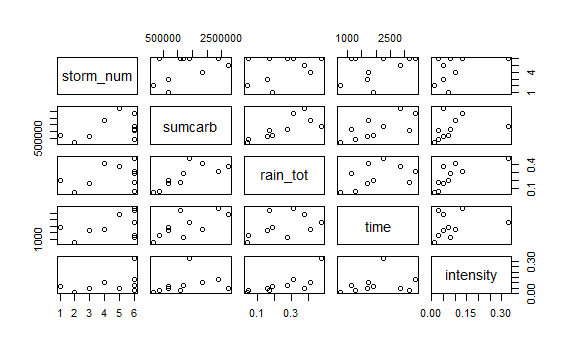 500000 2500000 1000 2500
storm_num 1 4
500000 sumcarb
rain_tot 0.1 0.4
1000 time
intensity 0.00 0.30
1 2 3 4 5 6 0.1 0.3 0.00 0.15 0.30